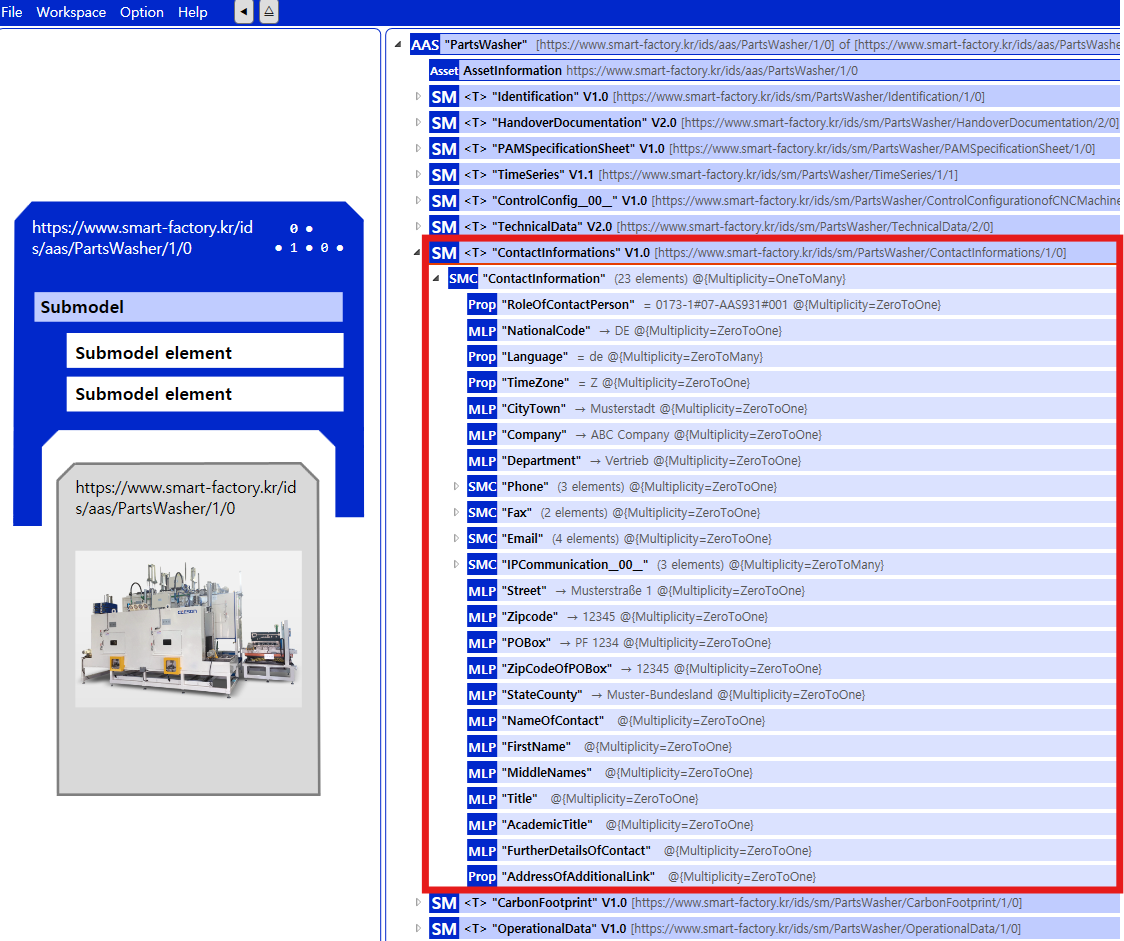 File Workspace Option Help
https://www.smart-factory.kr/id
s/aas/PartsWasher/1/0
0
1 0
Submodel
Submodel element
Submodel element
https://www.smart-factory.kr/id
s/aas/PartsWasher/1/0
AAS "PartsWasher" [https://www.smart-factory.kr/ids/aas/PartsWasher/1/0] of [https://www.smart-factory.kr/ids/aas/PartsWashe
Asset AssetInformation https://www.smart-factory.kr/ids/aas/PartsWasher/1/0
SM <T> "Identification" V1.0 [https://www.smart-factory.kr/ids/sm/PartsWasher/Identification/1/0]
SM <T> "HandoverDocumentation" V2.0 [https://www.smart-factory.kr/ids/sm/PartsWasher/HandoverDocumentation/2/0]
SM <T> "PAMSpecificationSheet" V1.0 [https://www.smart-factory.kr/ids/sm/PartsWasher/PAMSpecificationSheet/1/0]
SM <T> "TimeSeries" V1.1 [https://www.smart-factory.kr/ids/sm/PartsWasher/TimeSeries/1/1]
SM <T> "ControlConfig__00__" V1.0 [https://www.smart-factory.kr/ids/sm/PartsWasher/ControlConfigurationofCNCMachine
SM <T> "TechnicalData" V2.0 [https://www.smart-factory.kr/ids/sm/PartsWasher/TechnicalData/2/0]
SM <T> "ContactInformations" V1.0 [https://www.smart-factory.kr/ids/sm/PartsWasher/ContactInformations/1/0]
SMC "ContactInformation" (23 elements) @{Multiplicity=OneToMany}
Prop "RoleOfContactPerson" = 0173-1#07-AAS931#001 @{Multiplicity=ZeroToOne}
MLP "NationalCode" → DE @{Multiplicity=ZeroToOne}
Prop "Language" = de @{Multiplicity=ZeroToMany}
Prop "TimeZone" = Z @{Multiplicity=ZeroToOne}
MLP "CityTown" → Musterstadt @{Multiplicity=ZeroToOne}
MLP "Company" → ABC Company @{Multiplicity=ZeroToOne}
MLP "Department" → Vertrieb @{Multiplicity=ZeroToOne}
SMC "Phone" (3 elements) @{Multiplicity=ZeroToOne}
SMC "Fax" (2 elements) @{Multiplicity=ZeroToOne}
SMC "Email" (4 elements) @{Multiplicity=ZeroToOne}
SMC "IPCommunication__00__" (3 elements) @{Multiplicity=ZeroToMany}
MLP "Street" → Musterstraße 1 @{Multiplicity=ZeroToOne}
MLP "Zipcode" → 12345 @{Multiplicity=ZeroToOne}
MLP "POBox" → PF 1234 @{Multiplicity=ZeroToOne}
MLP "ZipCodeOfPOBox" → 12345 @{Multiplicity=ZeroToOne}
MLP "StateCounty" → Muster-Bundesland @{Multiplicity=ZeroToOne}
MLP "NameOfContact" @{Multiplicity=ZeroToOne}
MLP "FirstName" @{Multiplicity=ZeroToOne}
MLP "MiddleNames" @{Multiplicity=ZeroToOne}
MLP "Title" @{Multiplicity=ZeroToOne}
MLP "AcademicTitle" @{Multiplicity=ZeroToOne}
MLP "FurtherDetailsOfContact" @{Multiplicity=ZeroToOne}
Prop "AddressOfAdditionalLink" @{Multiplicity=ZeroToOne}
SM <T> "CarbonFootprint" V1.0 [https://www.smart-factory.kr/ids/sm/PartsWasher/CarbonFootprint/1/0]
SM <T> "OperationalData" V1.0 [https://www.smart-factory.kr/ids/sm/PartsWasher/OperationalData/1/0]